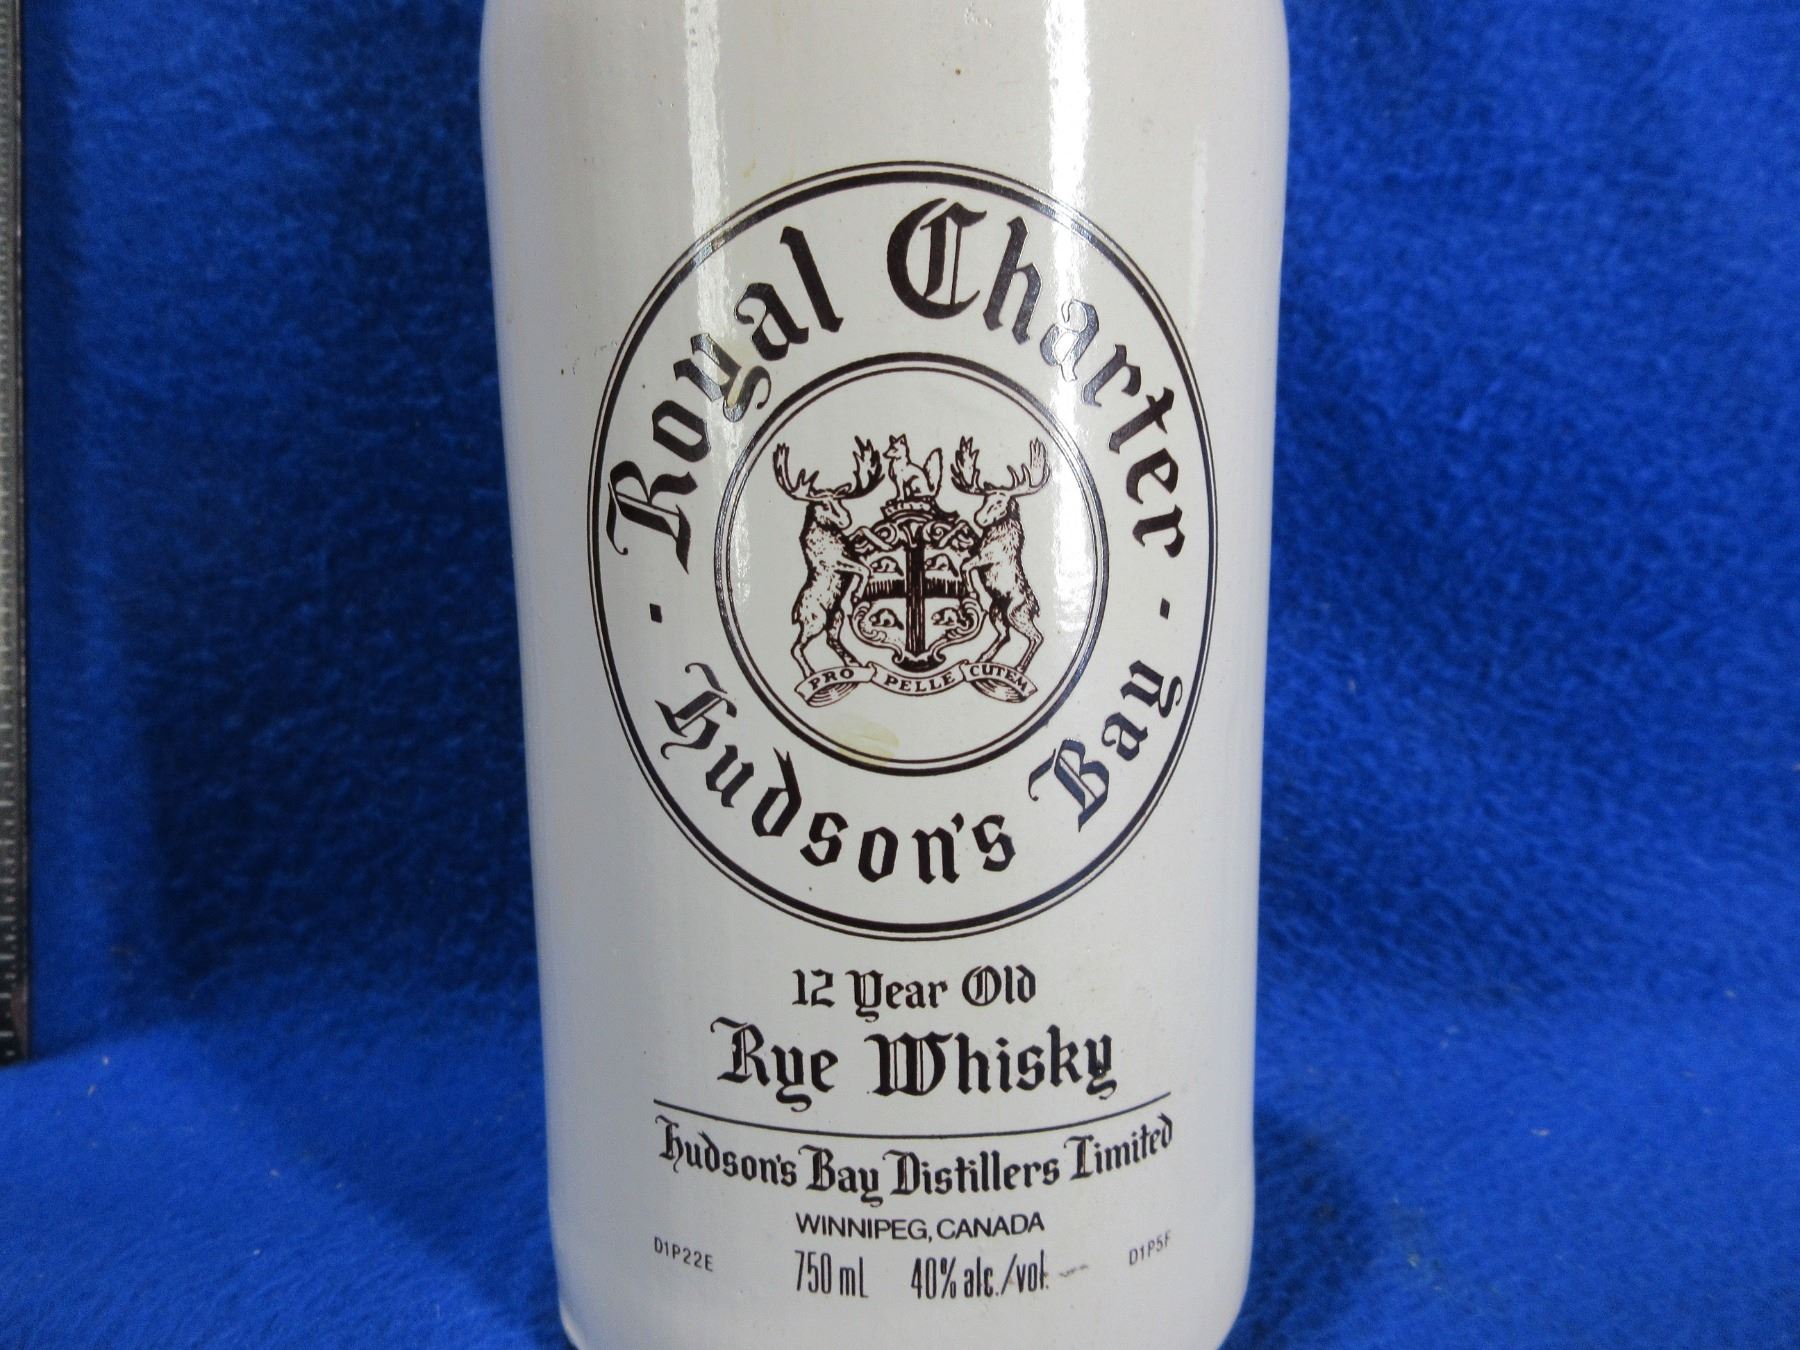 Royal Charter
Hudson's Bay
PRO PELLE CUTEM
12 Year Old
Rye Whisky
Hudson's Bay Distillers Limited
WINNIPEG, CANADA
D1P22E 750 ml 40% alc./vol. D1P5F